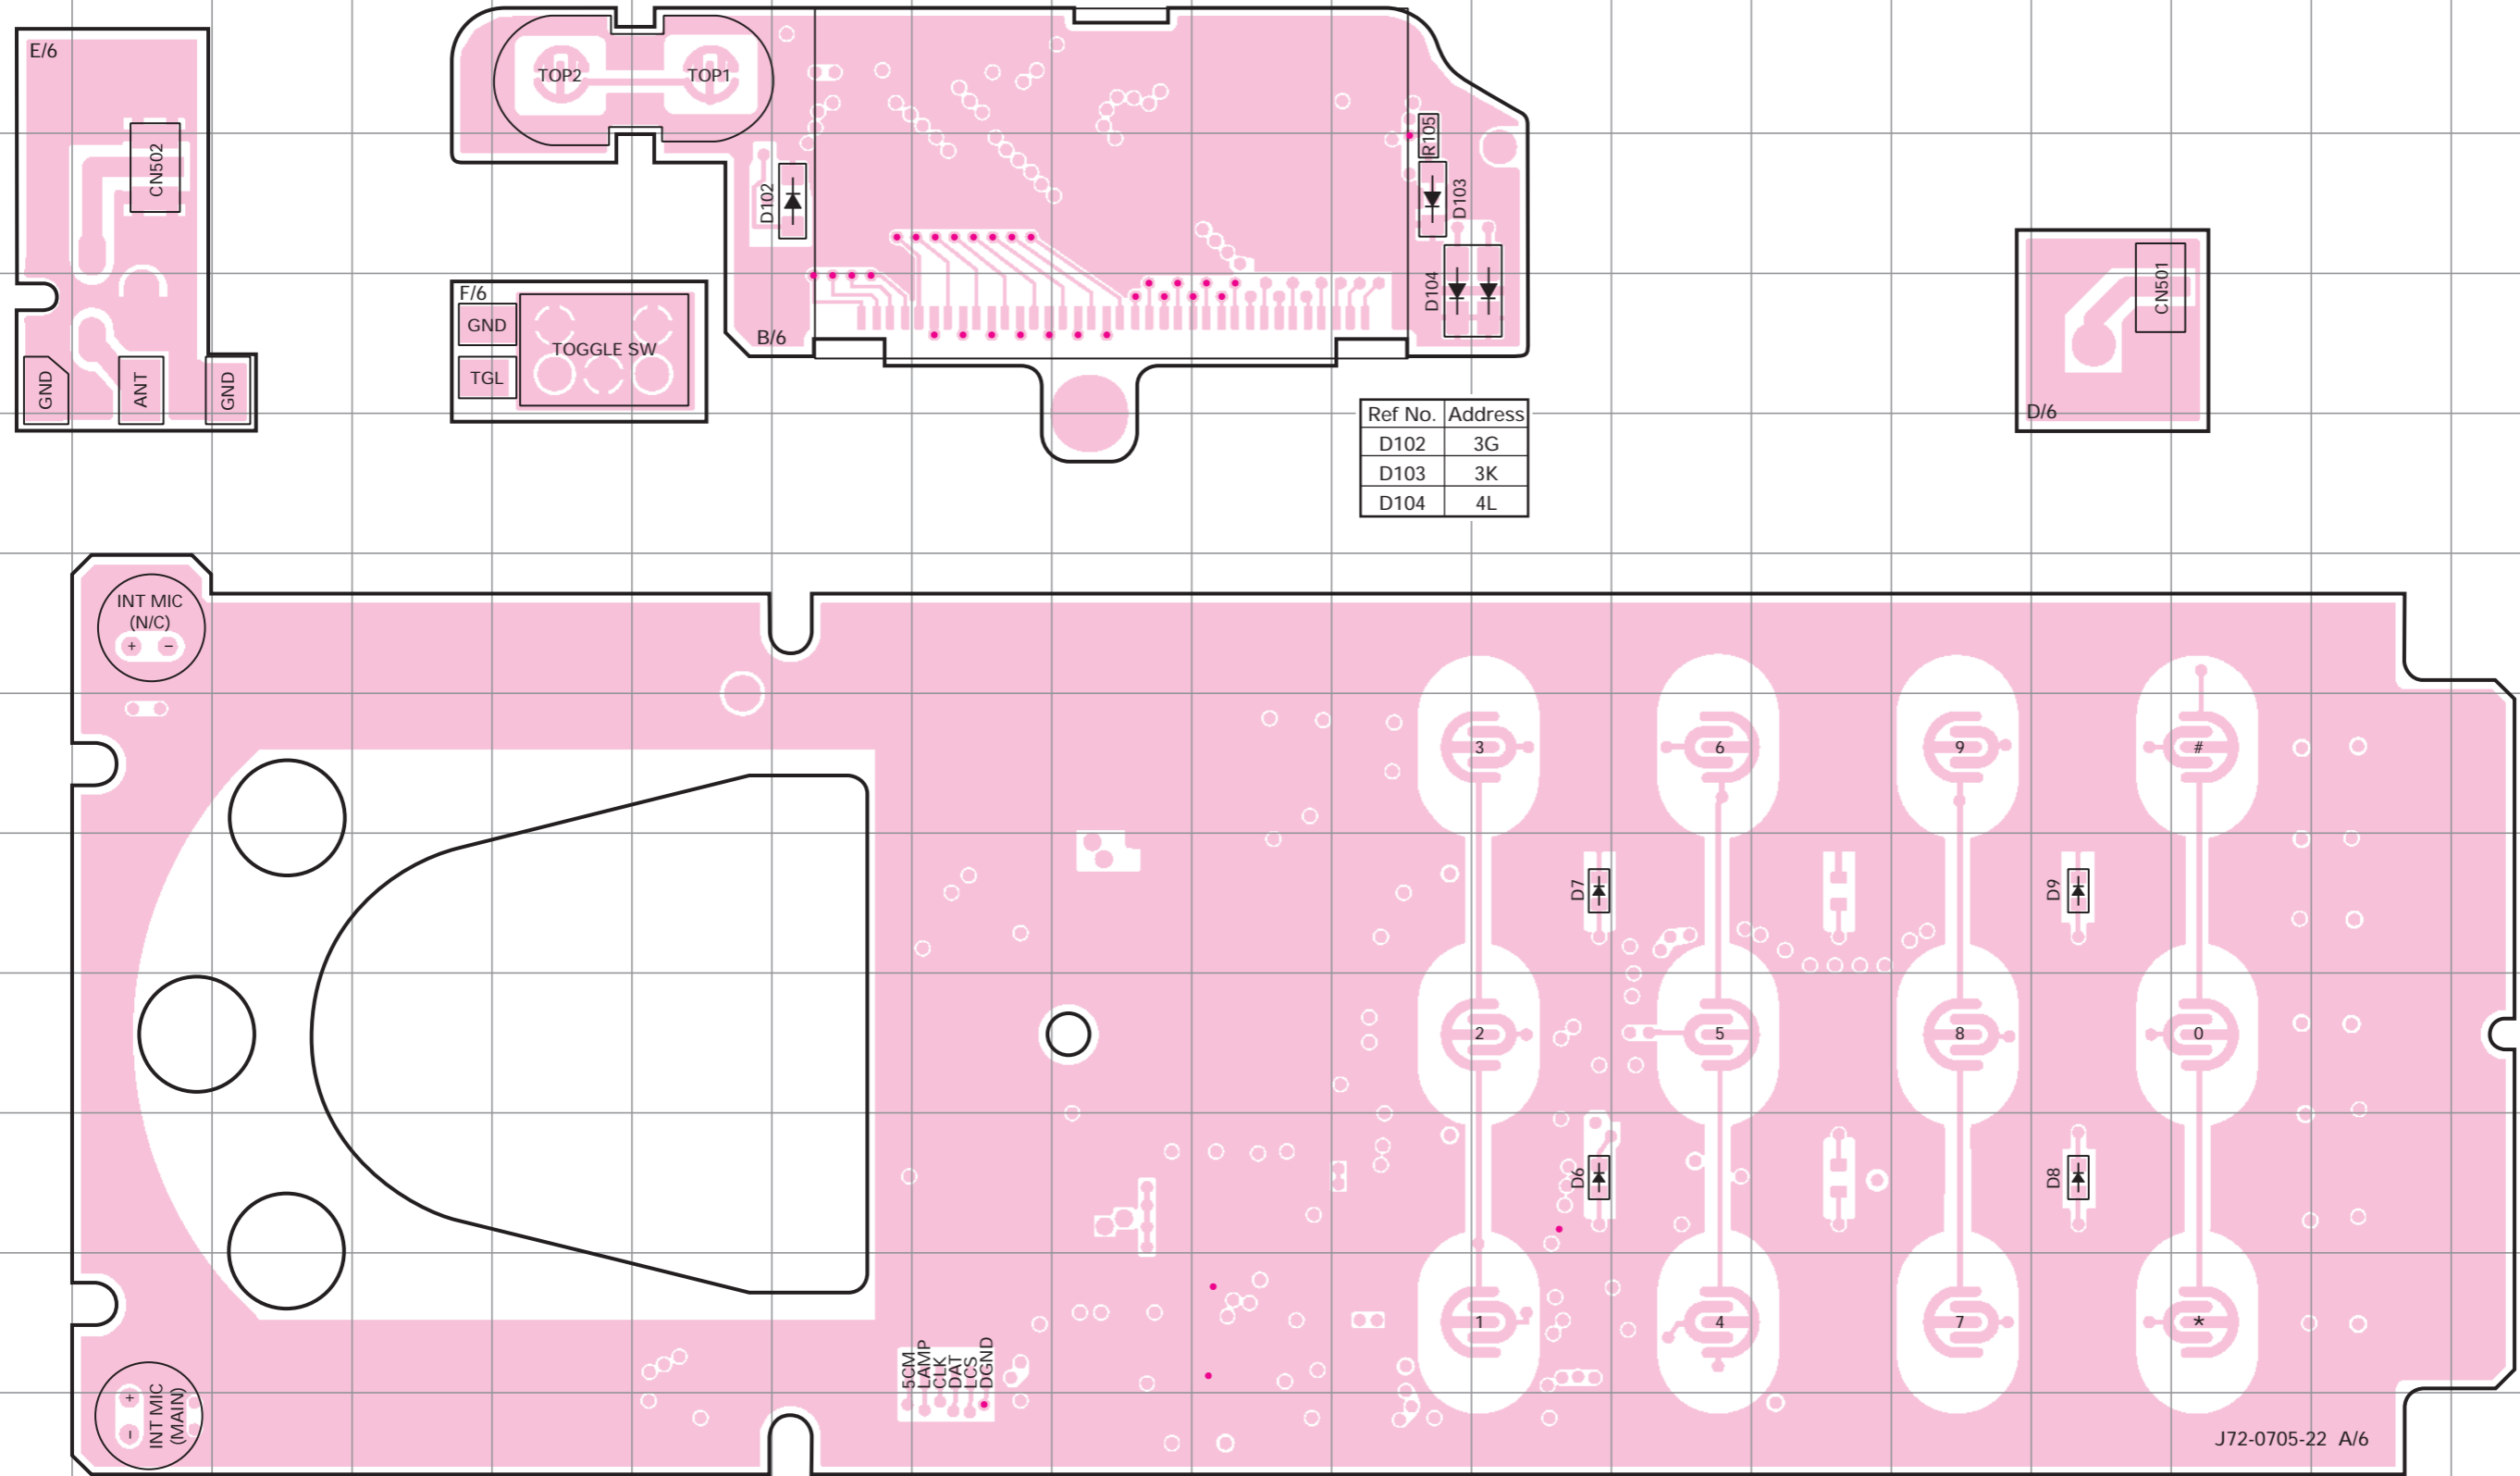 E/6
CN502
GND
ANT
GND
TOP2
TOP1
D102
R105
D103
D104
B/6
F/6
GND
TGL
TOGGLE SW
CN501
D/6
Ref No. Address
D102 3G
D103 3K
D104 4L
INT MIC
(N/C)
+ −
3 6 9 #
D7
D9
2 5 8 0
D6
D8
1 4 7 *
5CM
LAMP
CLK
DAT
LCS
DGND
+ −
INT MIC
(MAIN)
J72-0705-22 A/6